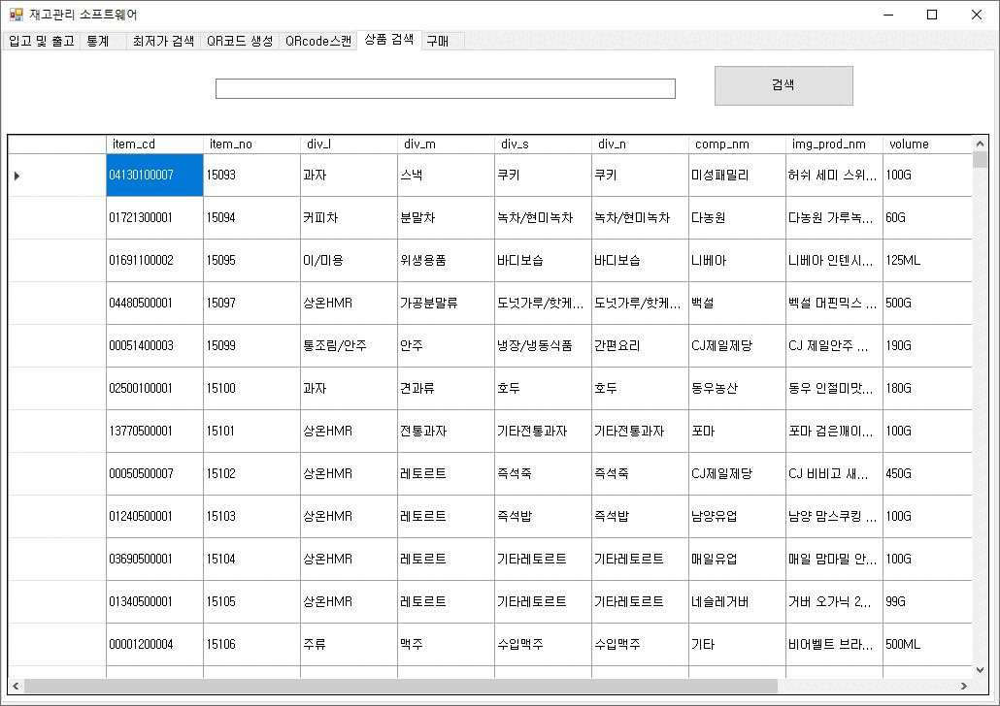 재고관리 소프트웨어
입고 및 출고 통계 최저가 검색 QR코드 생성 QRcode스캔 상품 검색 구매
검색
item_cd item_no div_l div_m div_s div_n comp_nm img_prod_nm volume
04130100007 15093 과자 스낵 쿠키 쿠키 미성패밀리 허쉬 세미 스위... 100G
01721300001 15094 커피차 분말차 녹차/현미녹차 녹차/현미녹차 다농원 다농원 가루녹... 60G
01691100002 15095 이/미용 위생용품 바디보습 바디보습 니베아 니베아 인텐시... 125ML
04480500001 15097 상온HMR 가공분말류 도넛가루/핫케... 도넛가루/핫케... 백설 백설 머핀믹스 ... 500G
00051400003 15099 통조림/안주 안주 냉장/냉동식품 간편요리 CJ제일제당 CJ 제일안주 ... 190G
02500100001 15100 과자 견과류 호두 호두 동우농산 동우 인절미맛... 180G
13770500001 15101 상온HMR 전통과자 기타전통과자 기타전통과자 포마 포마 검은깨이... 100G
00050500007 15102 상온HMR 레토르트 즉석죽 즉석죽 CJ제일제당 CJ 비비고 새... 450G
01240500001 15103 상온HMR 레토르트 즉석밥 즉석밥 남양유업 남양 맘스쿠킹 ... 100G
03690500001 15104 상온HMR 레토르트 기타레토르트 기타레토르트 매일유업 매일 맘마밀 안... 100G
01340500001 15105 상온HMR 레토르트 기타레토르트 기타레토르트 네슬레거버 거버 오가닉 2... 99G
00001200004 15106 주류 맥주 수입맥주 수입맥주 기타 비어벨트 브라... 500ML